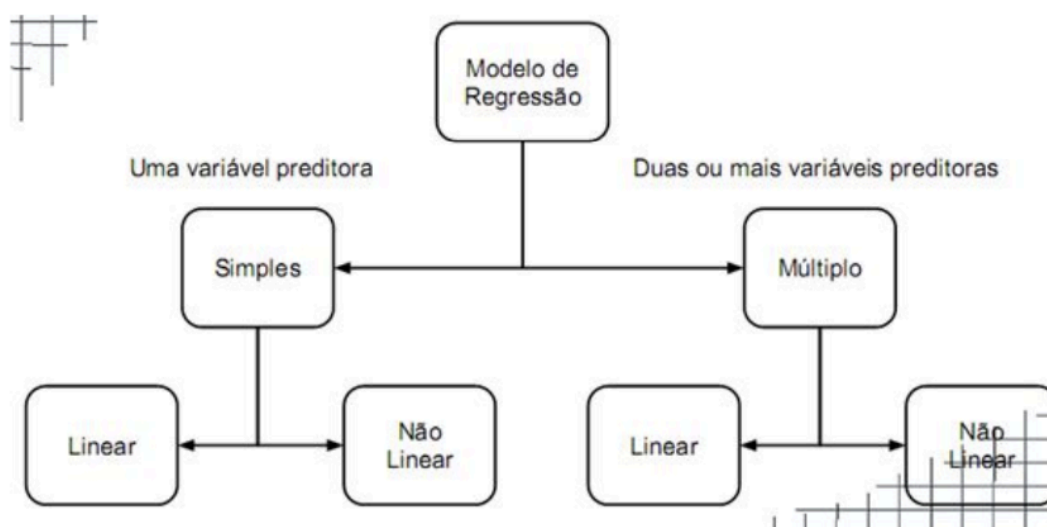 Modelo de
Regressão
Uma variável preditora
Duas ou mais variáveis preditoras
Simples
Múltiplo
Linear
Não
Linear
Linear
Não
Linear